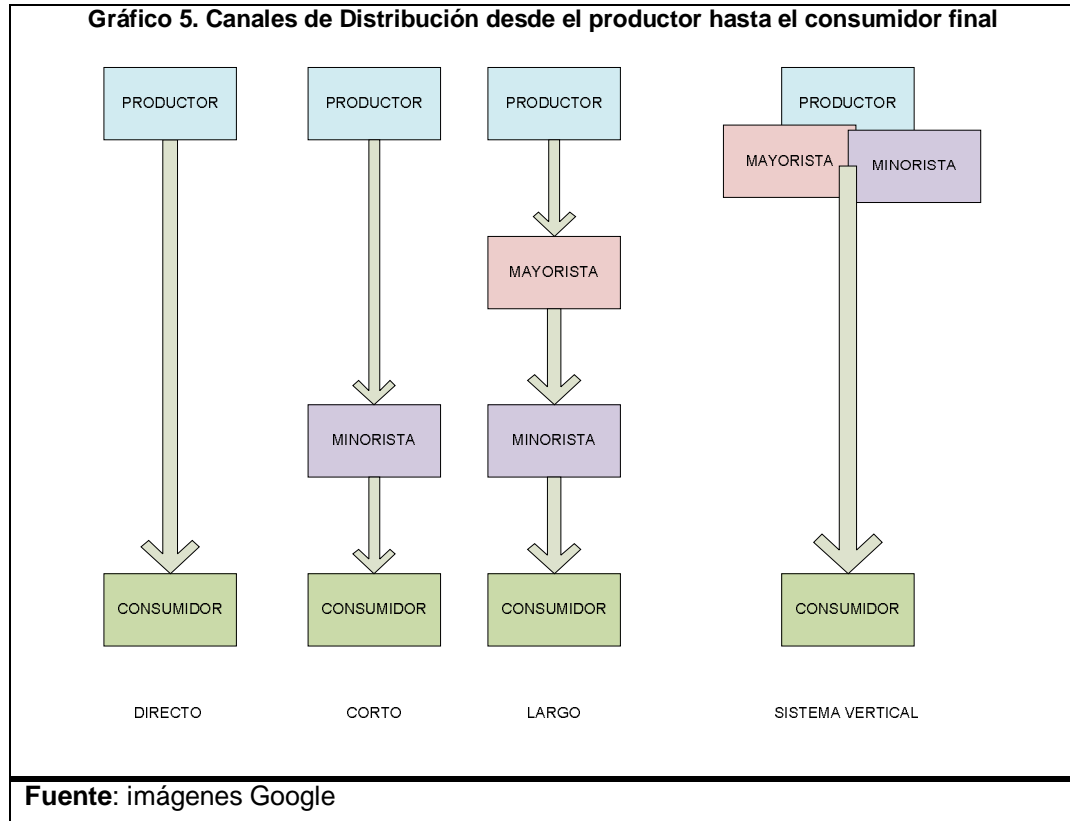 Gráfico 5. Canales de Distribución desde el productor hasta el consumidor final
PRODUCTOR PRODUCTOR PRODUCTOR PRODUCTOR
MAYORISTA MINORISTA
MAYORISTA
MINORISTA MINORISTA
CONSUMIDOR CONSUMIDOR CONSUMIDOR CONSUMIDOR
DIRECTO CORTO LARGO SISTEMA VERTICAL
Fuente: imágenes Google